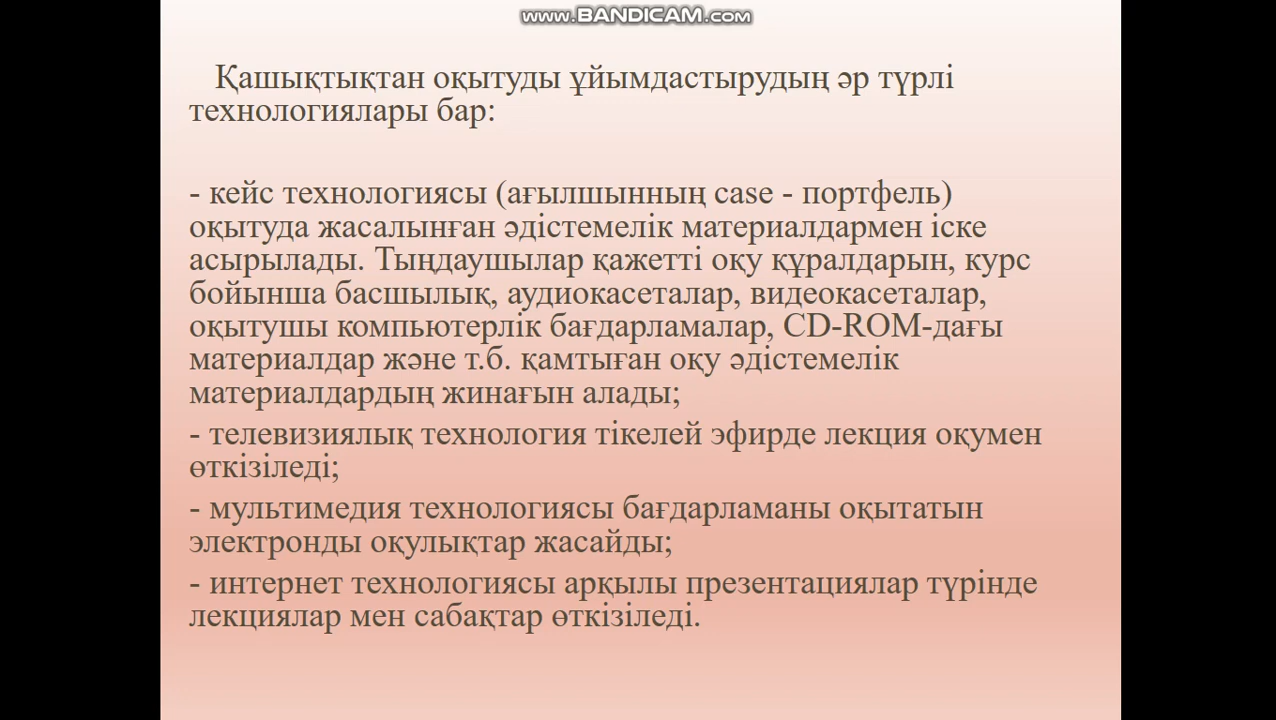 www.BANDICAM.com
Қашықтықтан оқытуды ұйымдастырудың әр түрлі
технологиялары бар:
- кейс технологиясы (ағылшынның case - портфель)
оқытуда жасалынған әдістемелік материалдармен іске
асырылады. Тыңдаушылар қажетті оқу құралдарын, курс
бойынша басшылық, аудиокасеталар, видеокасеталар,
оқытушы компьютерлік бағдарламалар, CD-ROM-дағы
материалдар және т.б. қамтыған оқу әдістемелік
материалдардың жинағын алады;
- телевизиялық технология тікелей эфирде лекция оқумен
өткізіледі;
- мультимедия технологиясы бағдарламаны оқытатын
электронды оқулықтар жасайды;
- интернет технологиясы арқылы презентациялар түрінде
лекциялар мен сабақтар өткізіледі.